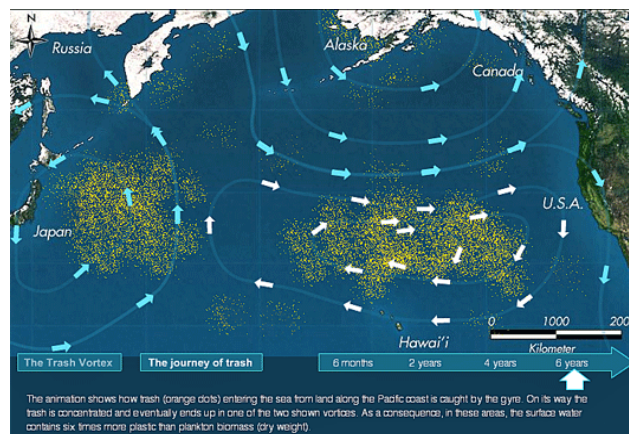 N
Russia
Alaska
Canada
U.S.A.
Japan
Hawai'i
0 1000 200
Kilometer
The Trash Vortex
The journey of trash
6 months
2 years
4 years
6 years
The animation shows how trash (orange dots) entering the sea from land along the Pacific coast is caught by the gyre. On its way the
trash is concentrated and eventually ends up in one of the two shown vortices. As a consequence, in these areas, the surface water
contains six times more plastic than plankton biomass (dry weight).